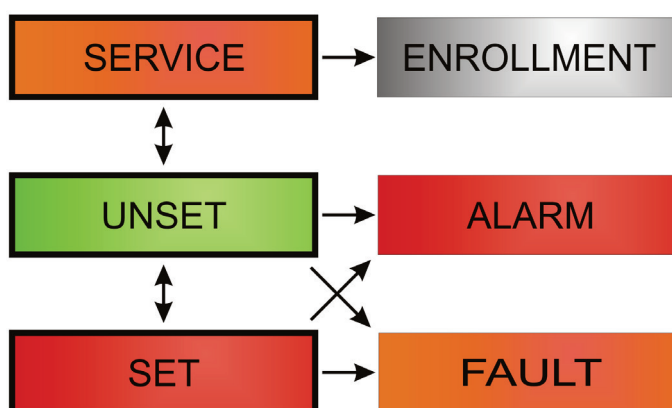 SERVICE
ENROLLMENT
UNSET
ALARM
SET
FAULT